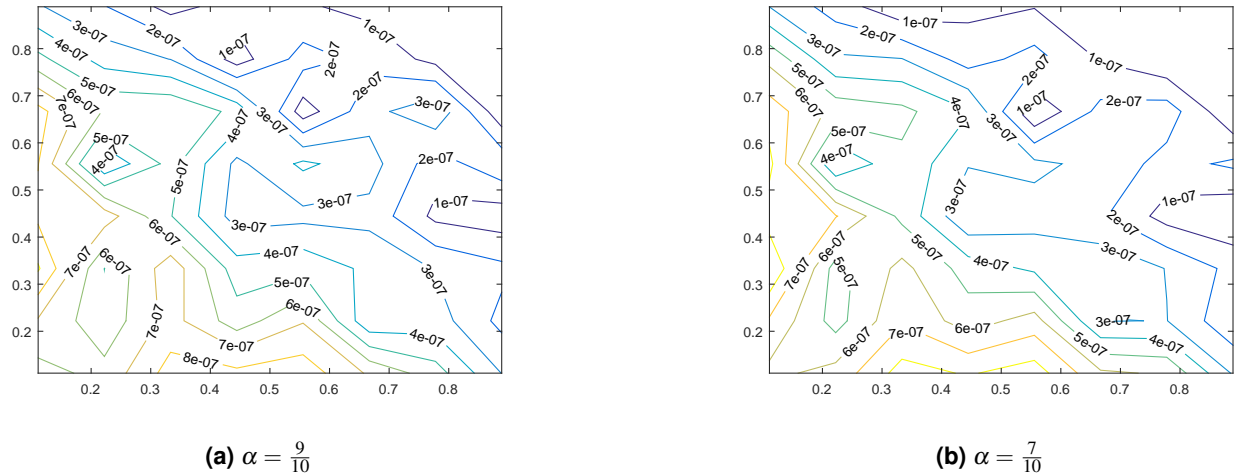 3e-07 2e-07 1e-07
4e-07 2e-07
5e-07 2e-07
6e-07 3e-07
7e-07 3e-07
4e-07
5e-07 5e-07 2e-07
4e-07
3e-07 1e-07
6e-07 3e-07
4e-07
6e-07 7e-07 3e-07
5e-07
6e-07
7e-07 4e-07
7e-07
8e-07
0.8
0.7
0.6
0.5
0.4
0.3
0.2
0.2 0.3 0.4 0.5 0.6 0.7 0.8
(a) α = 9/10
4e-07 2e-07 1e-07
3e-07 1e-07
5e-07 2e-07
6e-07 4e-07 2e-07
7e-07 1e-07
5e-07
4e-07
3e-07 1e-07
2e-07
6e-07 5e-07 3e-07
5e-07 4e-07
7e-07
3e-07
6e-07 7e-07 6e-07 5e-07 4e-07
0.8
0.7
0.6
0.5
0.4
0.3
0.2
0.2 0.3 0.4 0.5 0.6 0.7 0.8
(b) α = 7/10